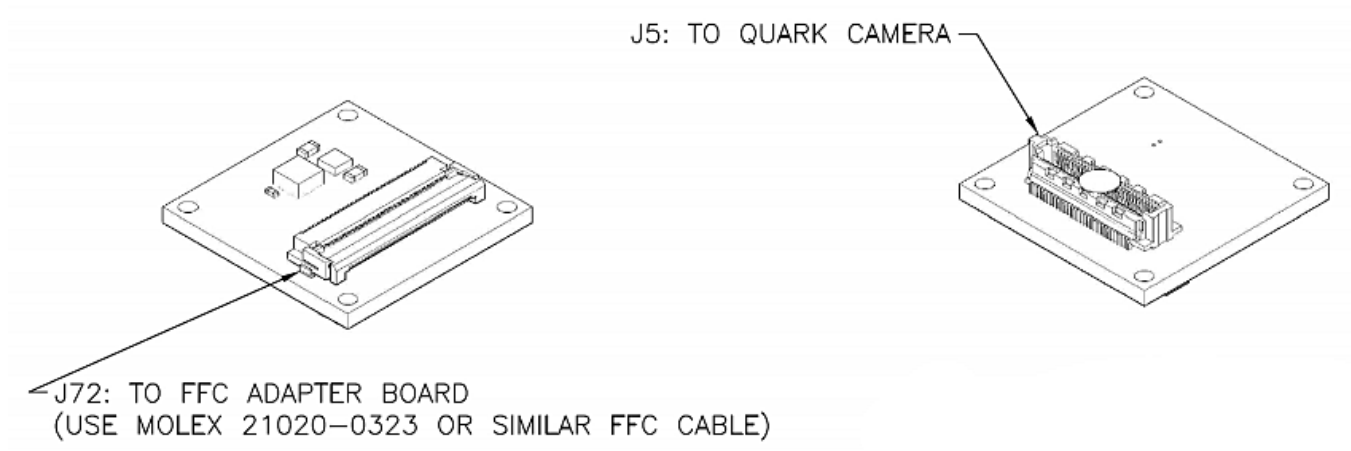 J5: TO QUARK CAMERA
J72: TO FFC ADAPTER BOARD
(USE MOLEX 21020-0323 OR SIMILAR FFC CABLE)